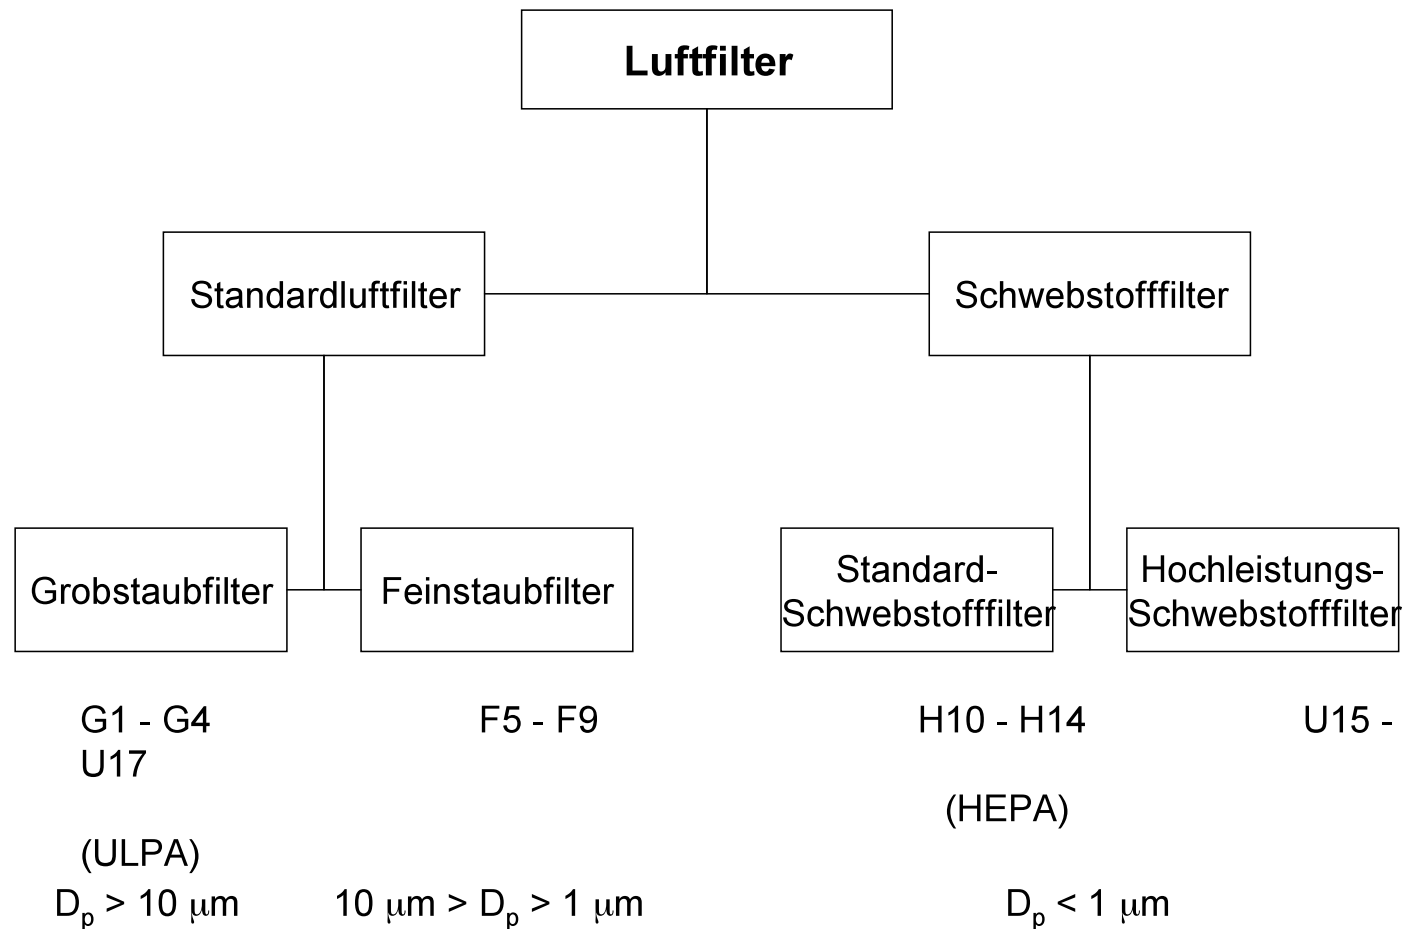 Luftfilter
Standardluftfilter
Schwebstofffilter
Grobstaubfilter
Feinstaubfilter
Standard-
Schwebstofffilter
Hochleistungs-
Schwebstofffilter
G1 - G4 F5 - F9 H10 - H14 U15 -
U17
(HEPA)
(ULPA)
Dp > 10 μm 10 μm > Dp > 1 μm Dp < 1 μm